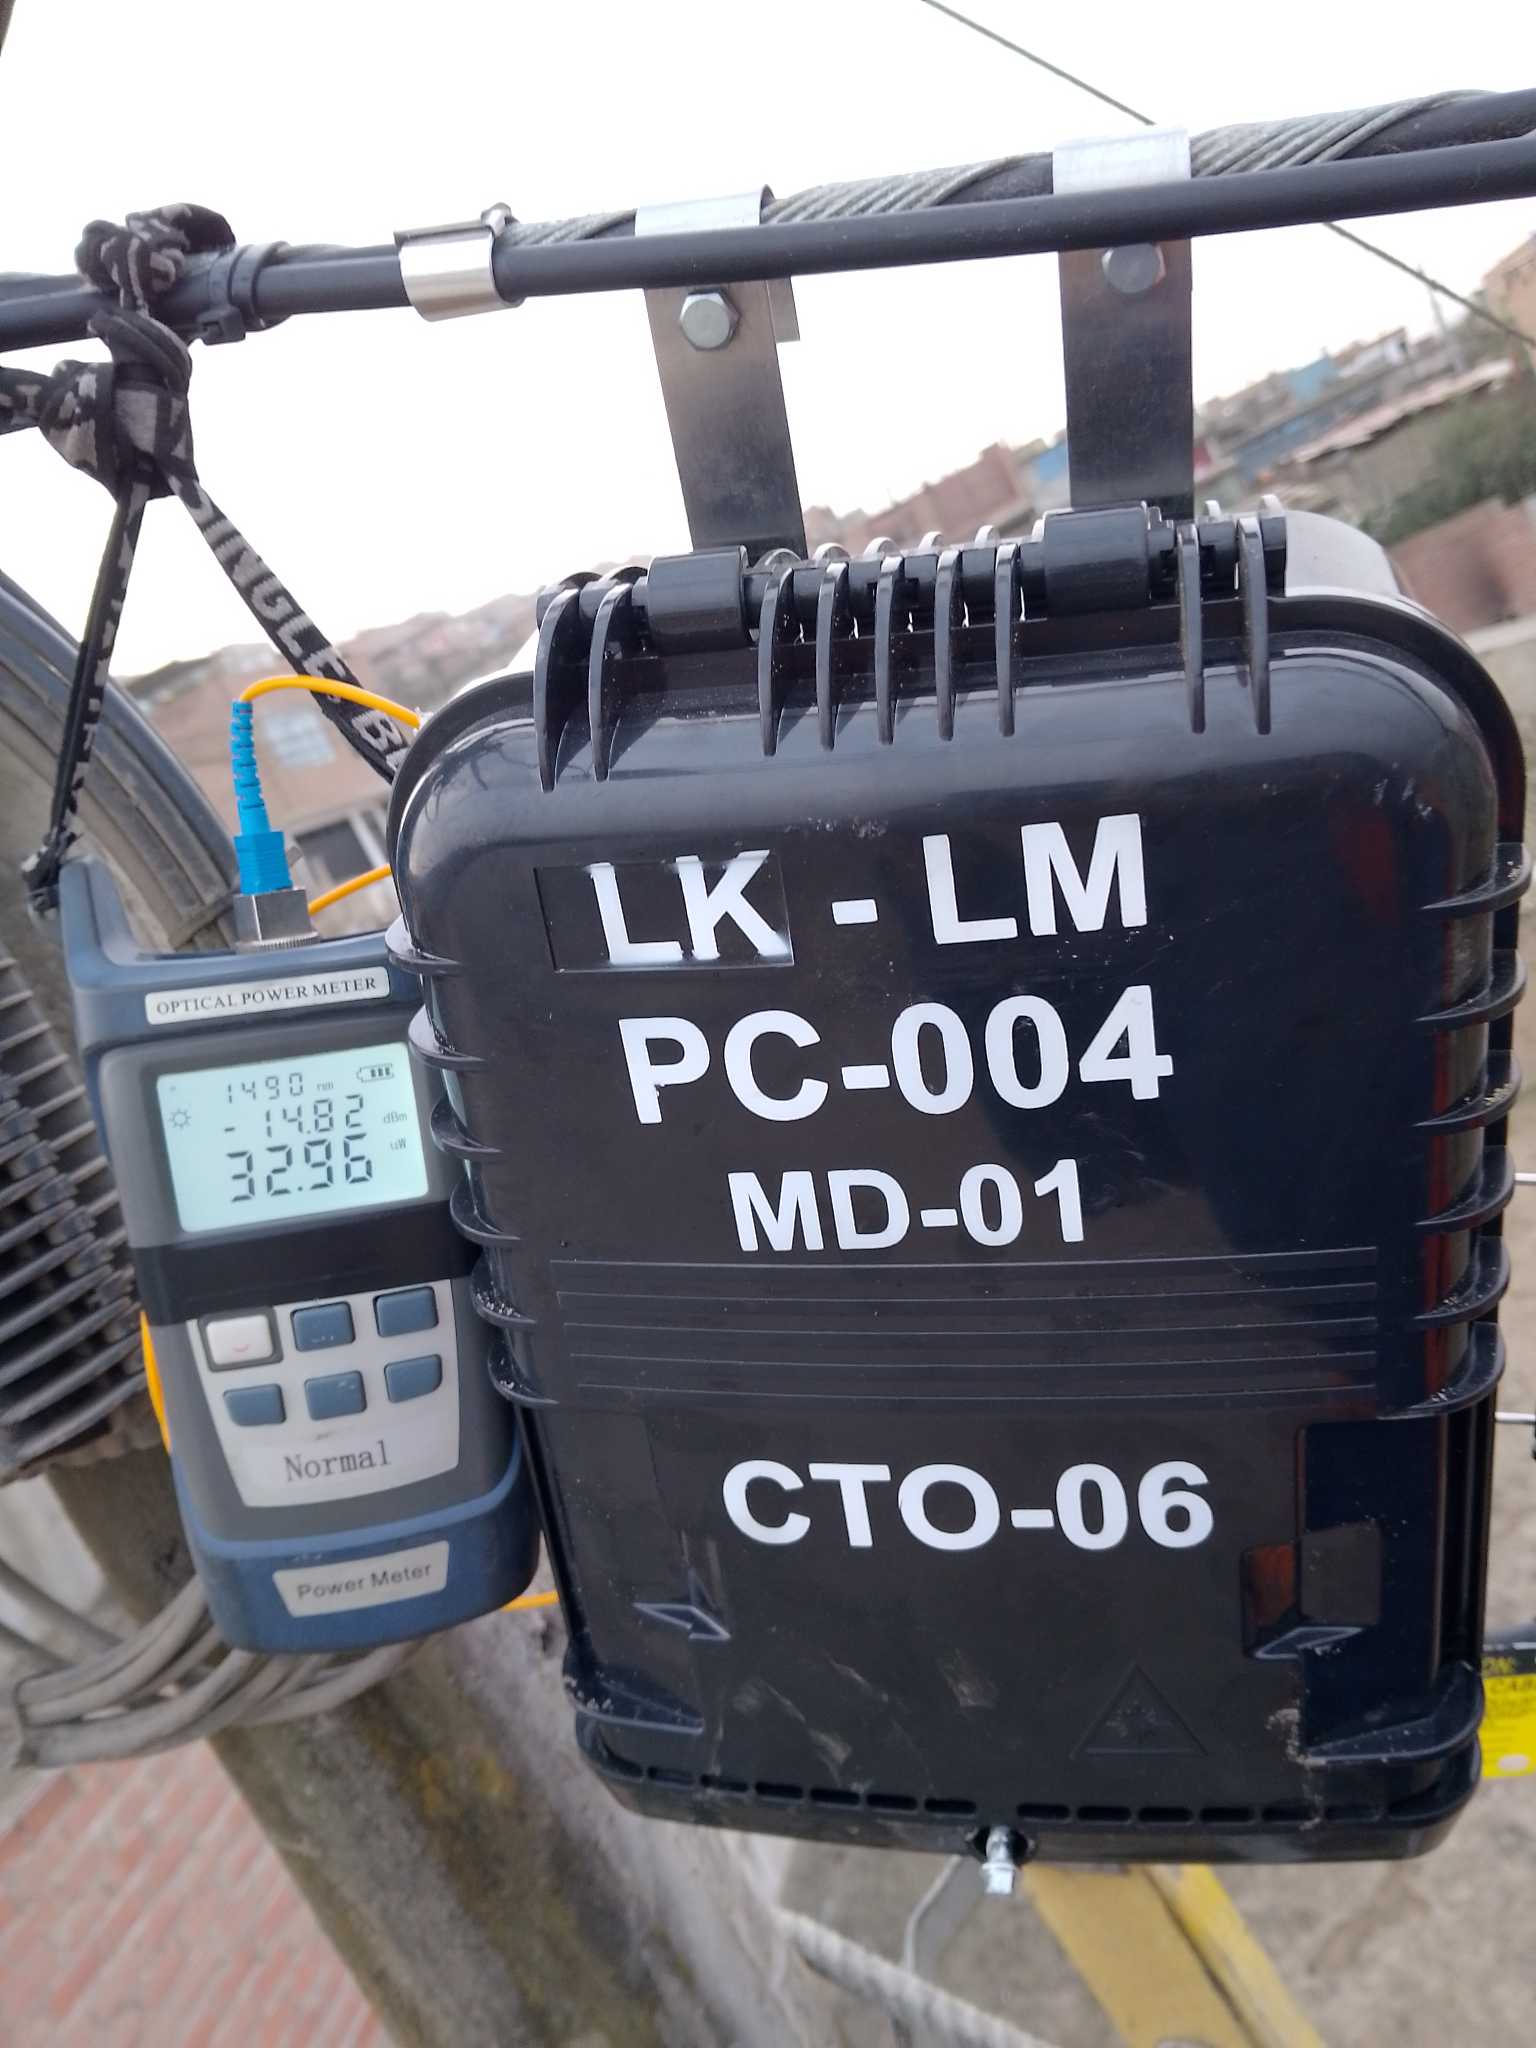 SINGLE B
OPTICAL POWER METER
1490 nm
-14.82 dBm
32.96 uW
Normal
Power Meter
LK - LM
PC-004
MD-01
CTO-06